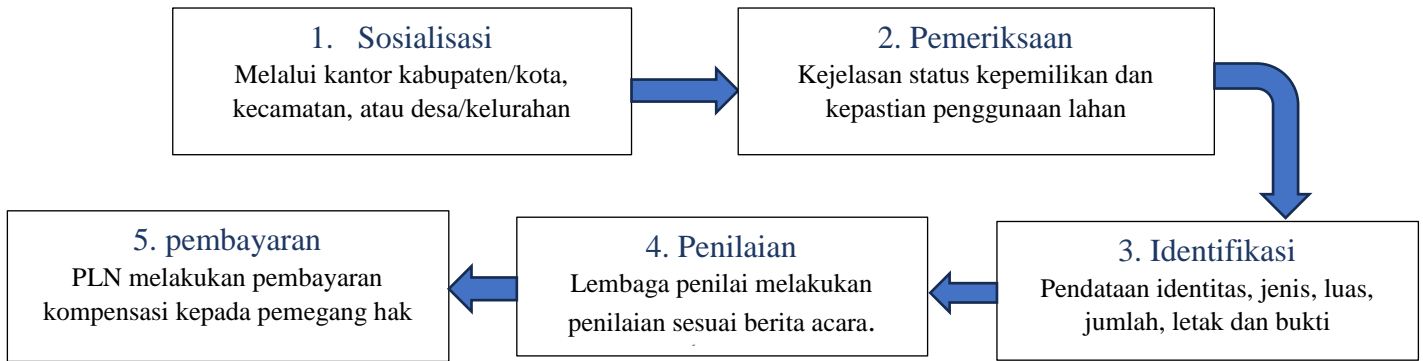 1. Sosialisasi
Melalui kantor kabupaten/kota,
kecamatan, atau desa/kelurahan
2. Pemeriksaan
Kejelasan status kepemilikan dan
kepastian penggunaan lahan
3. Identifikasi
Pendataan identitas, jenis, luas,
jumlah, letak dan bukti
4. Penilaian
Lembaga penilai melakukan
penilaian sesuai berita acara.
5. pembayaran
PLN melakukan pembayaran
kompensasi kepada pemegang hak